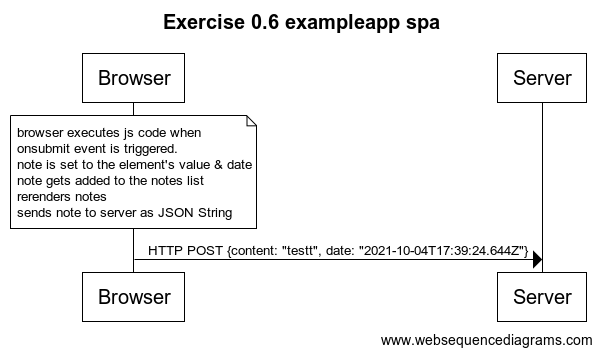 Exercise 0.6 exampleapp spa
Browser
Server
browser executes js code when
onsubmit event is triggered.
note is set to the element's value & date
note gets added to the notes list
rerenders notes
sends note to server as JSON String
HTTP POST {content: "testt", date: "2021-10-04T17:39:24.644Z"}
Browser
Server
www.websequencediagrams.com